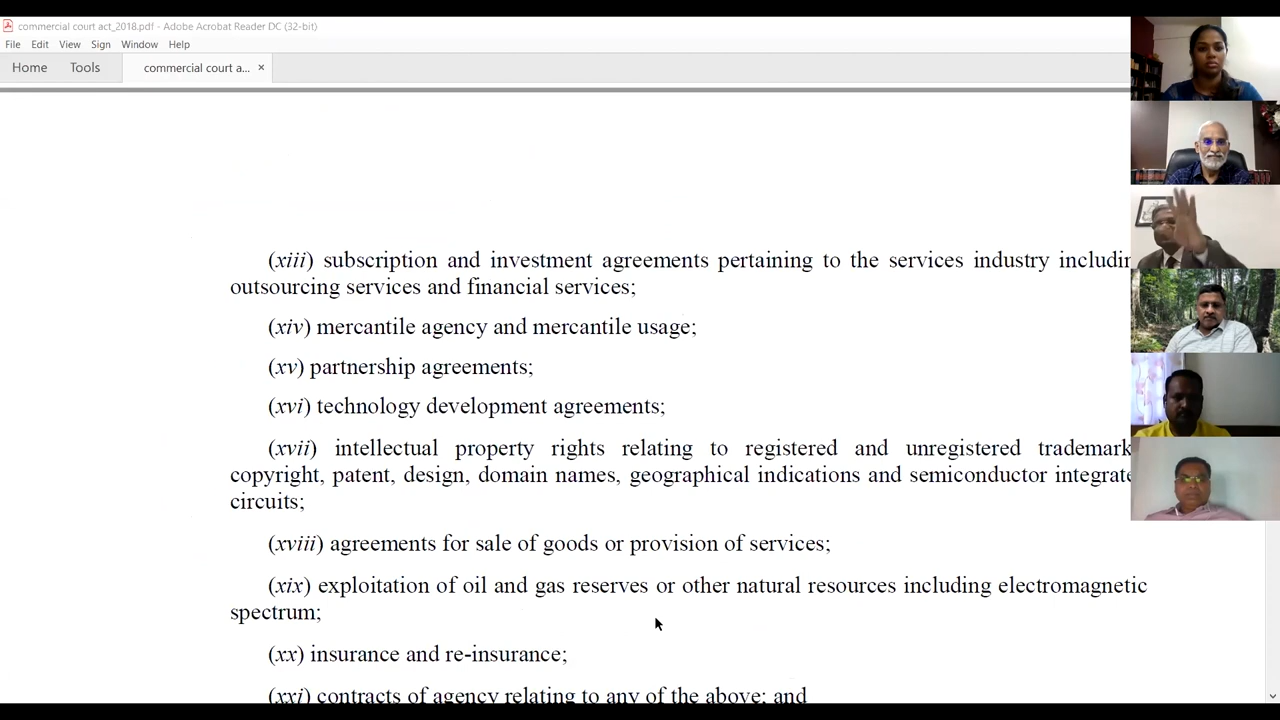 commercial court act_2018.pdf - Adobe Acrobat Reader DC (32-bit)
File Edit View Sign Window Help
Home Tools commercial court a... ×
(xiii) subscription and investment agreements pertaining to the services industry includin
outsourcing services and financial services;
(xiv) mercantile agency and mercantile usage;
(xv) partnership agreements;
(xvi) technology development agreements;
(xvii) intellectual property rights relating to registered and unregistered trademark
copyright, patent, design, domain names, geographical indications and semiconductor integrate
circuits;
(xviii) agreements for sale of goods or provision of services;
(xix) exploitation of oil and gas reserves or other natural resources including electromagnetic
spectrum;
(xx) insurance and re-insurance;
(xxi) contracts of agency relating to any of the above; and